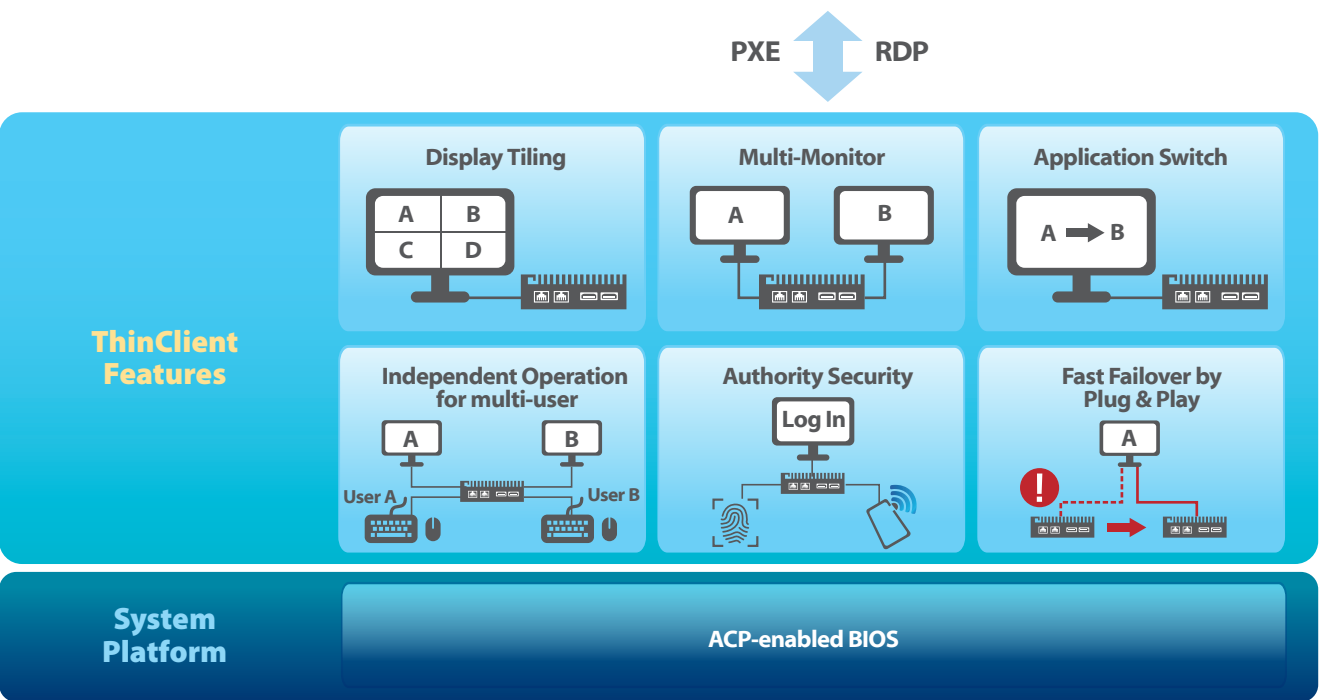 PXE RDP
Display Tiling
A B
C D
Multi-Monitor
A
B
Application Switch
A B
ThinClient
Features
Independent Operation
for multi-user
A
B
User A
User B
Authority Security
Log In
Fast Failover by
Plug & Play
A
!
System
Platform
ACP-enabled BIOS